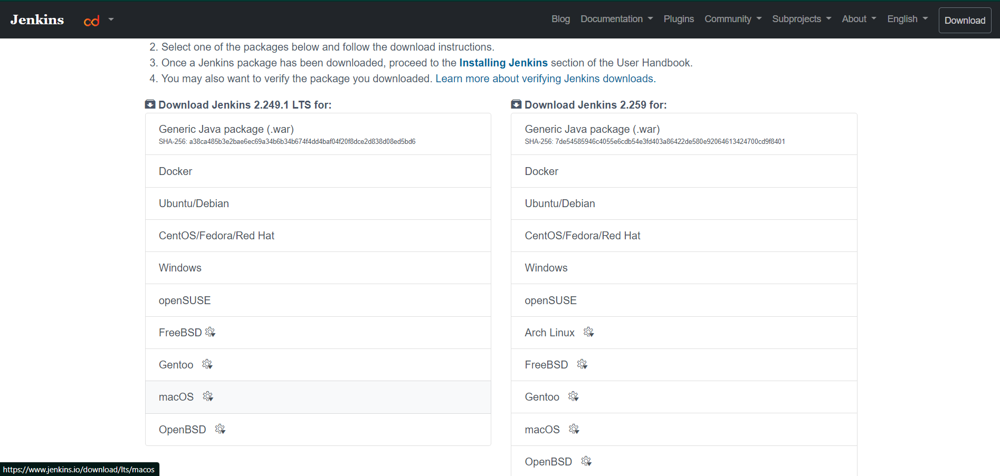 Jenkins
Blog Documentation Plugins Community Subprojects About English Download
2. Select one of the packages below and follow the download instructions.
3. Once a Jenkins package has been downloaded, proceed to the Installing Jenkins section of the User Handbook.
4. You may also want to verify the package you downloaded. Learn more about verifying Jenkins downloads.
Download Jenkins 2.249.1 LTS for:
Generic Java package (.war)
SHA-256: a38ca485b3e2bae6ec69a34b6b34b674f4dd4baf04f20f8dce2d838d08ed5bd6
Docker
Ubuntu/Debian
CentOS/Fedora/Red Hat
Windows
openSUSE
FreeBSD
Gentoo
macOS
OpenBSD
Download Jenkins 2.259 for:
Generic Java package (.war)
SHA-256: 7de54585946c4055e6cdb54e3fd403a86422de580e92064613424700cd9f8401
Docker
Ubuntu/Debian
CentOS/Fedora/Red Hat
Windows
openSUSE
Arch Linux
FreeBSD
Gentoo
macOS
OpenBSD
https://www.jenkins.io/download/lts/macos